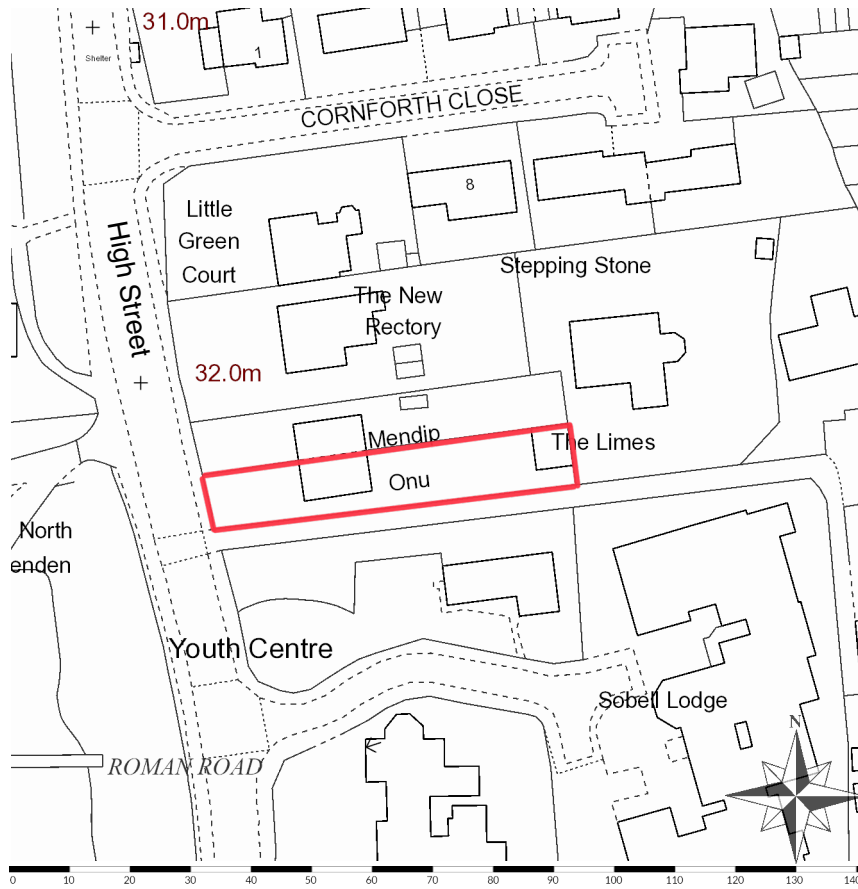 31.0m
1
Shelter
CORNFORTH CLOSE
8
Little
Green
Court
High Street
Stepping Stone
The New
Rectory
32.0m
Mendip
The Limes
Onu
North
enden
Youth Centre
Sobell Lodge
N
ROMAN ROAD
0 10 20 30 40 50 60 70 80 90 100 110 120 130 140